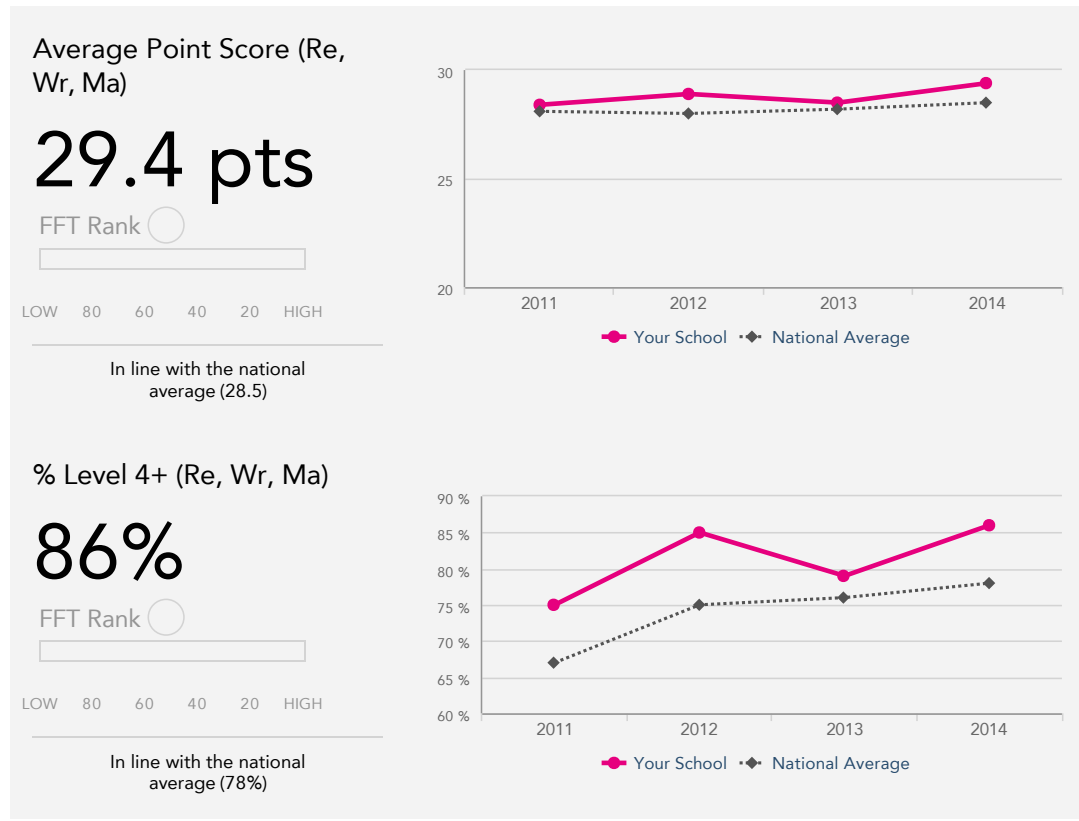 Average Point Score (Re,
Wr, Ma)
29.4 pts
FFT Rank
LOW 80 60 40 20 HIGH
In line with the national
average (28.5)
30
25
20
2011 2012 2013 2014
Your School National Average
% Level 4+ (Re, Wr, Ma)
86%
FFT Rank
LOW 80 60 40 20 HIGH
In line with the national
average (78%)
90 %
85 %
80 %
75 %
70 %
65 %
60 %
2011 2012 2013 2014
Your School National Average